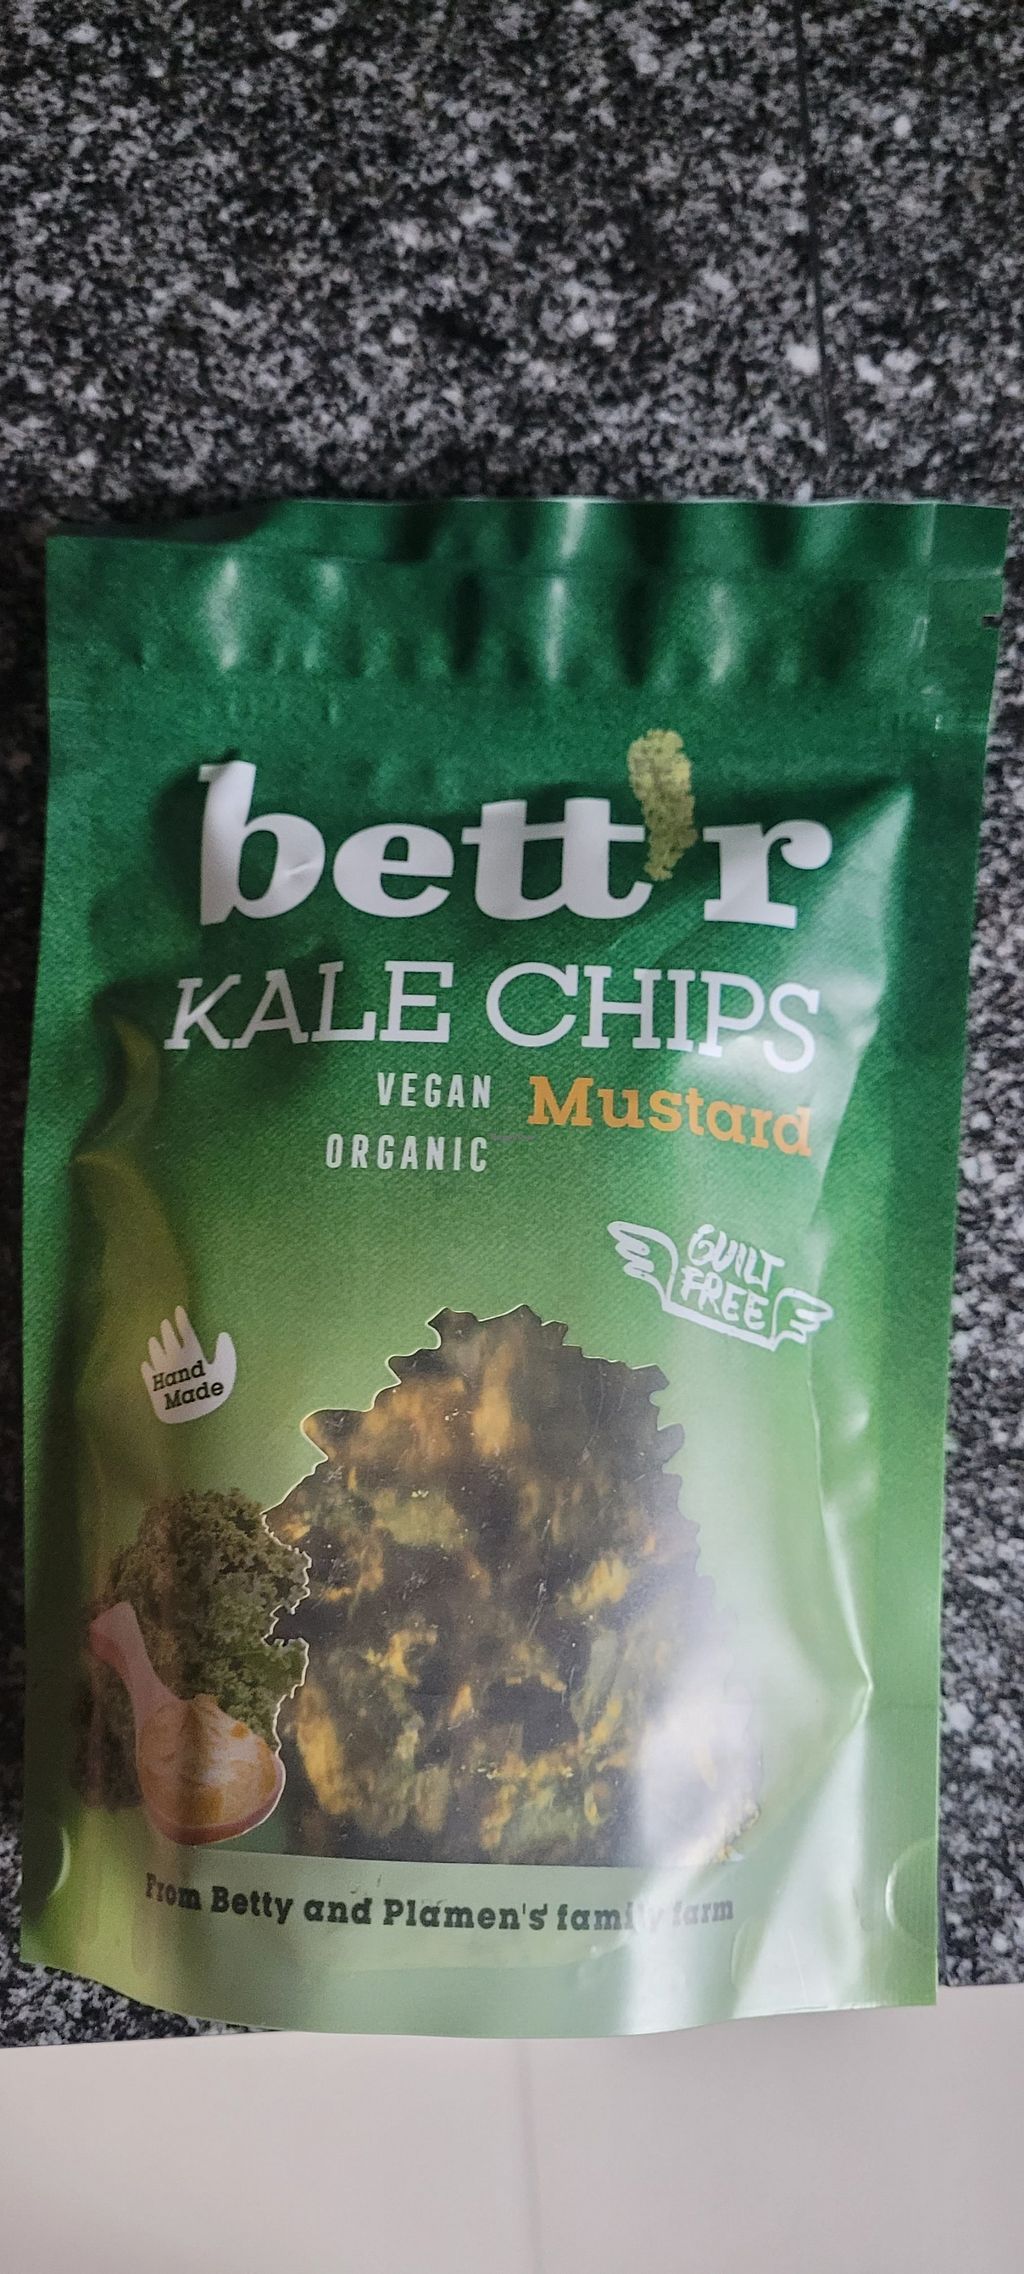 bett'r
KALE CHIPS
VEGAN Mustard
ORGANIC
GUILT
FREE
Hand
Made
From Betty and Plamen's family farm